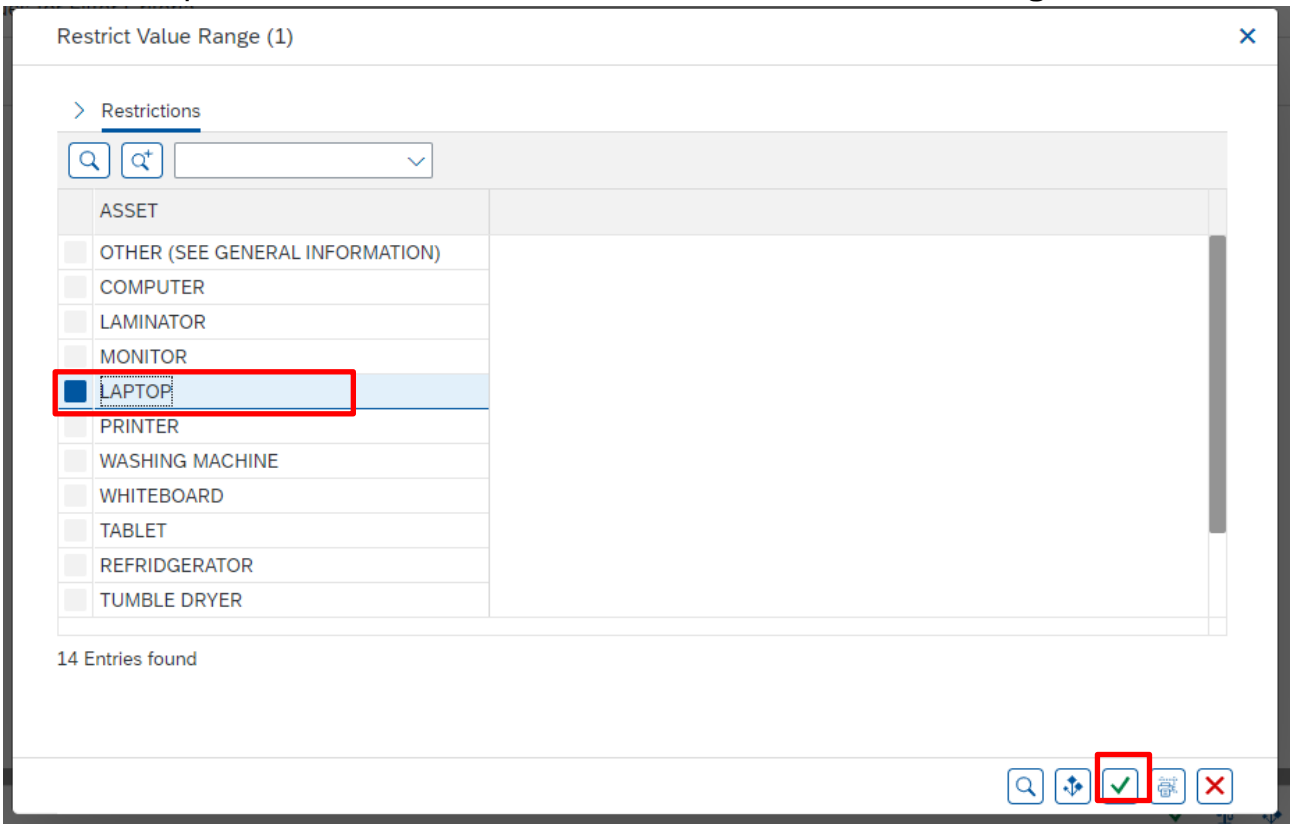 Restrict Value Range (1)
Restrictions
ASSET
OTHER (SEE GENERAL INFORMATION)
COMPUTER
LAMINATOR
MONITOR
LAPTOP
PRINTER
WASHING MACHINE
WHITEBOARD
TABLET
REFRIDGERATOR
TUMBLE DRYER
14 Entries found